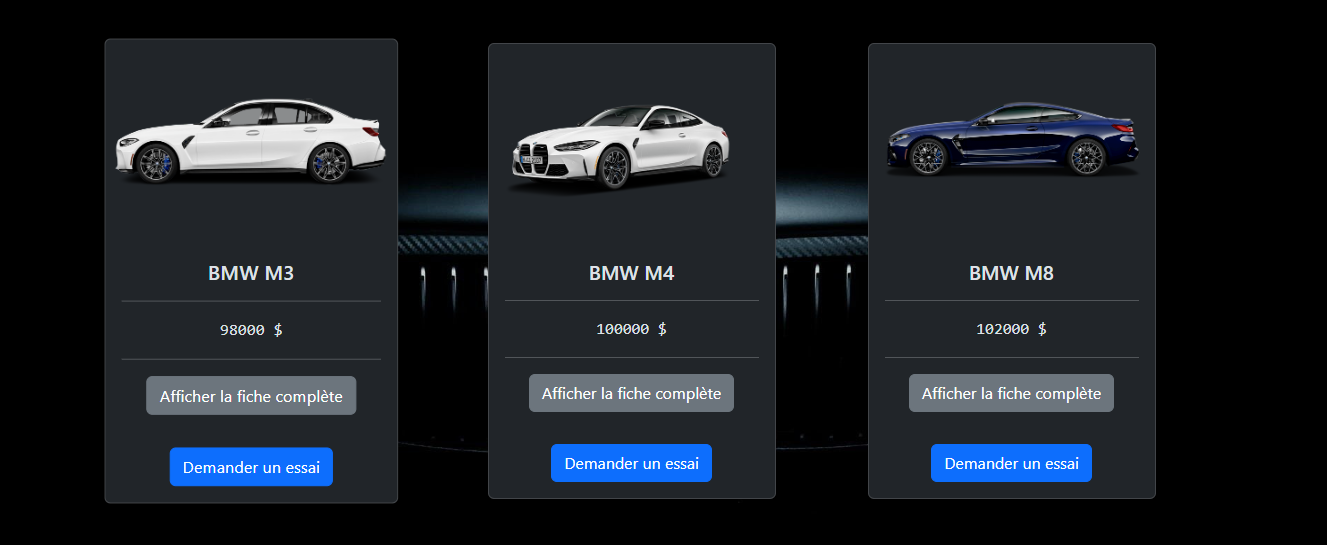 BMW M3
98000 $
Afficher la fiche complète
Demander un essai
BMW M4
100000 $
Afficher la fiche complète
Demander un essai
BMW M8
102000 $
Afficher la fiche complète
Demander un essai